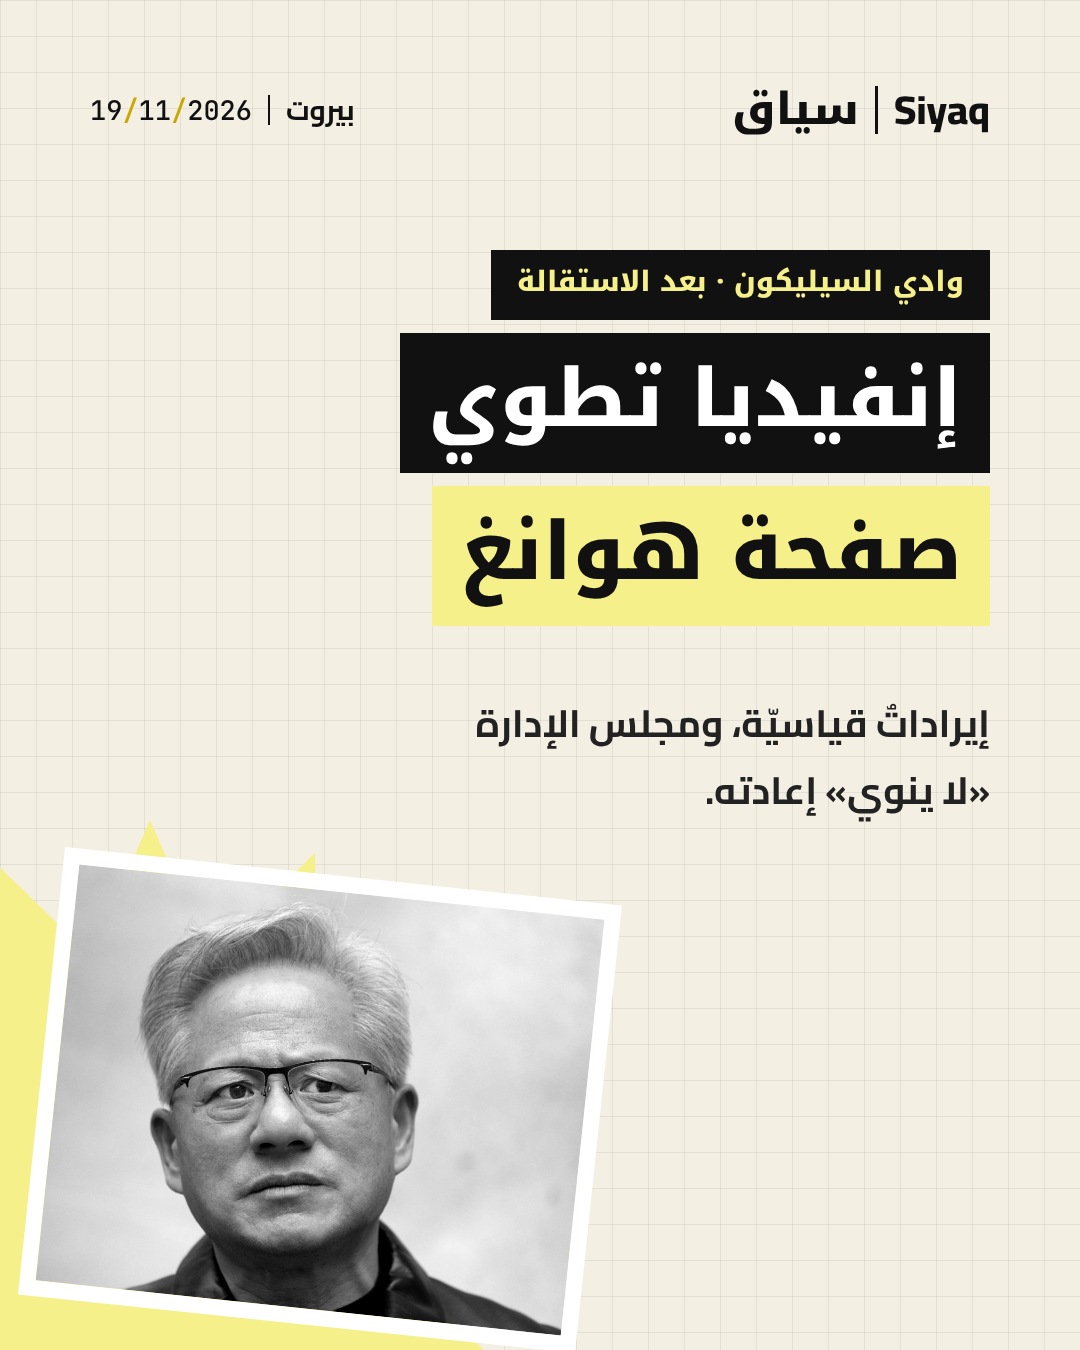 سياق | Siyaq
بيروت | 19/11/2026
وادي السيليكون · بعد الاستقالة
إنفيديا تطوي
صفحة هوانغ
إيراداتٌ قياسيّة، ومجلس الإدارة
«لا ينوي» إعادته.